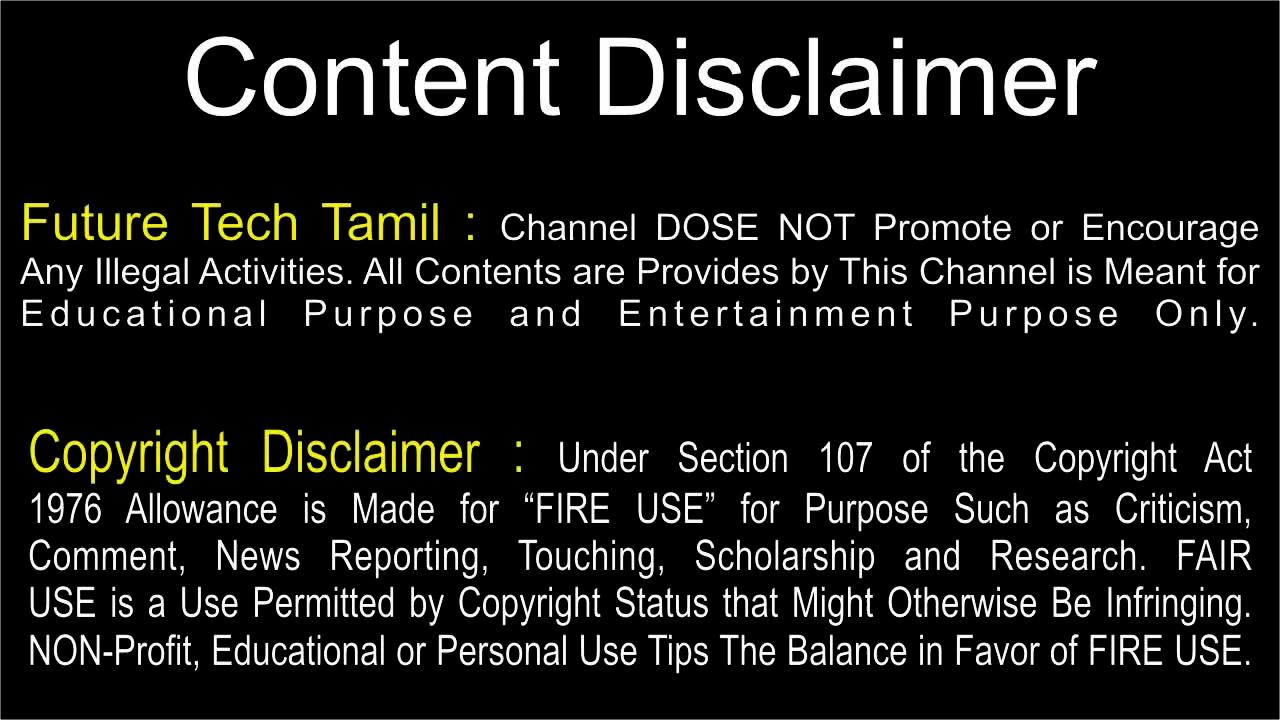 Content Disclaimer
Future Tech Tamil : Channel DOSE NOT Promote or Encourage
Any Illegal Activities. All Contents are Provides by This Channel is Meant for
Educational Purpose and Entertainment Purpose Only.
Copyright Disclaimer : Under Section 107 of the Copyright Act
1976 Allowance is Made for “FIRE USE” for Purpose Such as Criticism,
Comment, News Reporting, Touching, Scholarship and Research. FAIR
USE is a Use Permitted by Copyright Status that Might Otherwise Be Infringing.
NON-Profit, Educational or Personal Use Tips The Balance in Favor of FIRE USE.